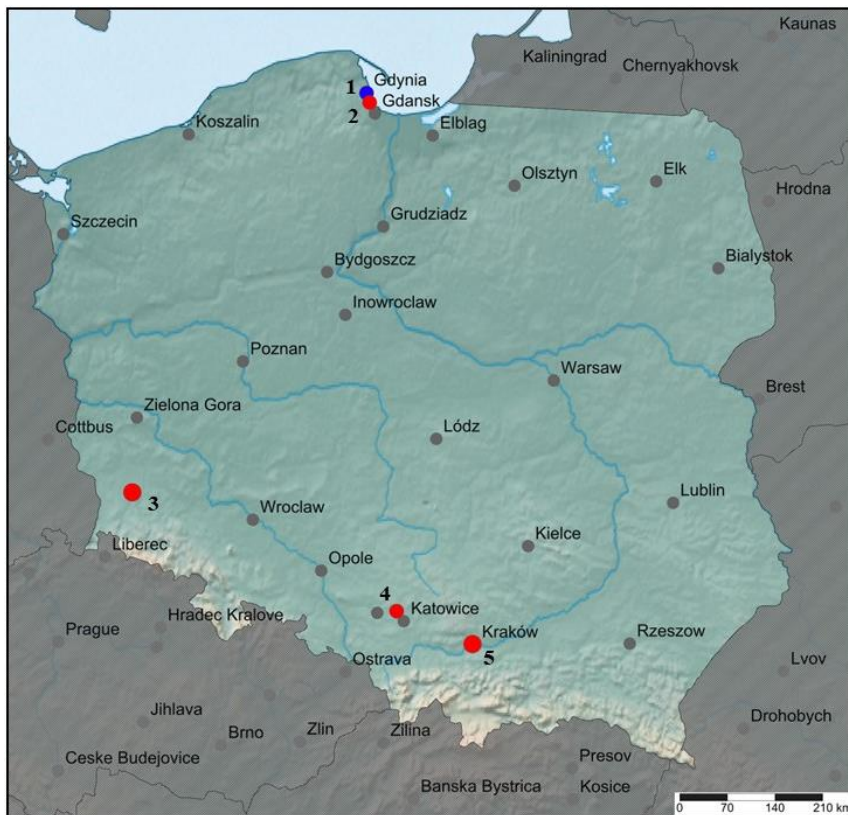 Kaunas
Kaliningrad
Chernyakhovsk
1
Gdynia
Gdansk
2
Koszalin
Elblag
Olsztyn
Elk
Hrodna
Szczecin
Grudziadz
Bydgoszcz
Bialystok
Inowroclaw
Poznan
Warsaw
Brest
Zielona Gora
Cottbus
Lódz
3
Wroclaw
Lublin
Liberec
Kielce
Opole
4
Katowice
Hradec Kralove
Kraków
Prague
5
Rzeszow
Ostrava
Lvov
Jihlava
Brno
Zlin
Zilina
Drohobych
Ceske Budejovice
Presov
Banska Bystrica
Kosice
0 70 140 210 km